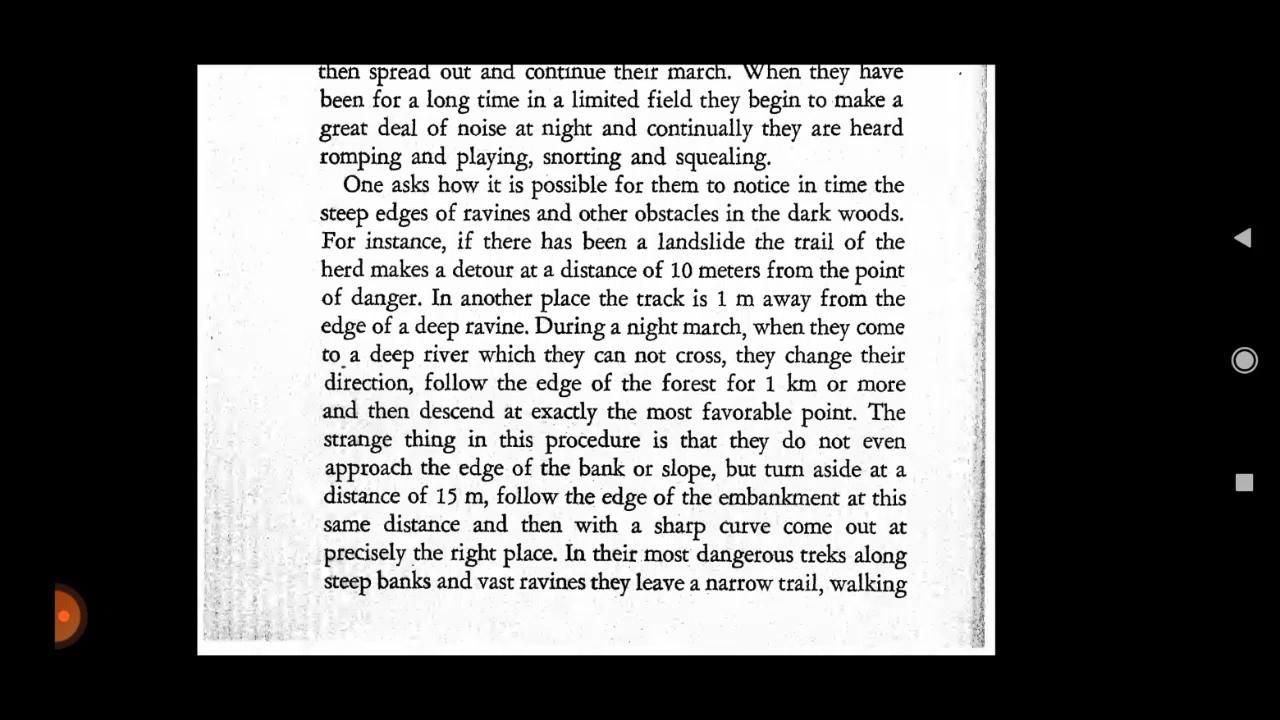 then spread out and continue their march. When they have
been for a long time in a limited field they begin to make a
great deal of noise at night and continually they are heard
romping and playing, snorting and squealing.
One asks how it is possible for them to notice in time the
steep edges of ravines and other obstacles in the dark woods.
For instance, if there has been a landslide the trail of the
herd makes a detour at a distance of 10 meters from the point
of danger. In another place the track is 1 m away from the
edge of a deep ravine. During a night march, when they come
to a deep river which they can not cross, they change their
direction, follow the edge of the forest for 1 km or more
and then descend at exactly the most favorable point. The
strange thing in this procedure is that they do not even
approach the edge of the bank or slope, but turn aside at a
distance of 15 m, follow the edge of the embankment at this
same distance and then with a sharp curve come out at
precisely the right place. In their most dangerous treks along
steep banks and vast ravines they leave a narrow trail, walking